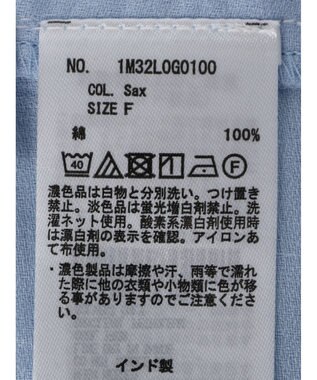 NO. 1M32L0G0100
COL. Sax
SIZE F
綿 100%
40 F
濃色品は白物と分別洗い。つけ置き
禁止。淡色品は蛍光増白剤禁止。洗
濯ネット使用。酸素系漂白剤使用時
は漂白剤の表示を確認。アイロンあ
て布使用。
・濃色製品は摩擦や汗、雨等で濡れ
た際に他の衣類や小物類に色が移
る事がありますのでご注意くださ
い。
インド製